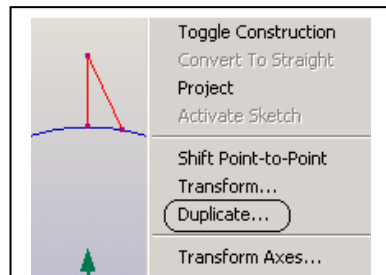 Toggle Construction
Convert To Straight
Project
Activate Sketch
Shift Point-to-Point
Transform...
Duplicate...
Transform Axes...